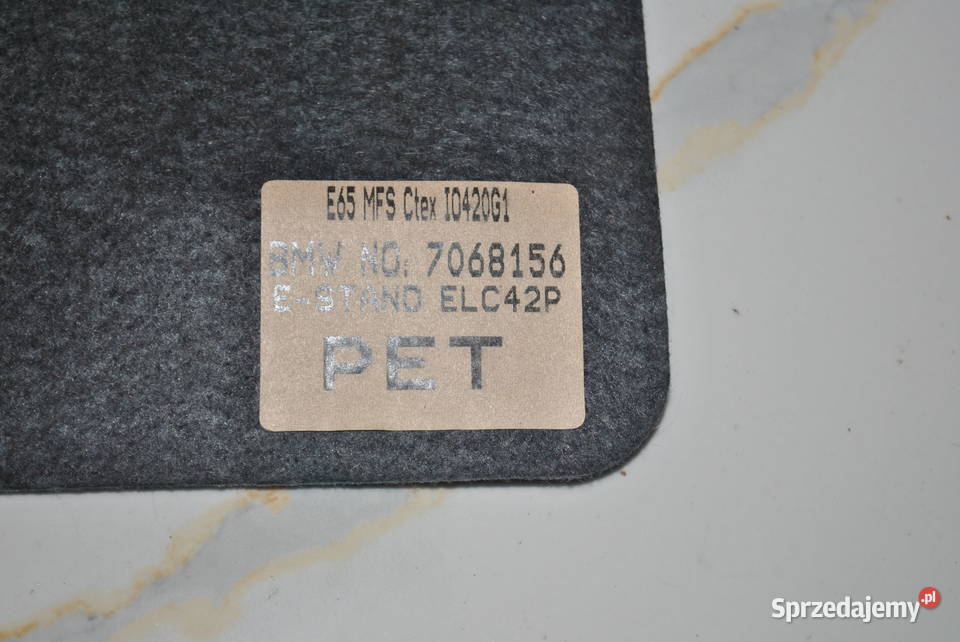 E65 MFS Ctex I0420G1
BMW NO: 7068156
E-STAND ELC42P
PET
Sprzedajemy.pl